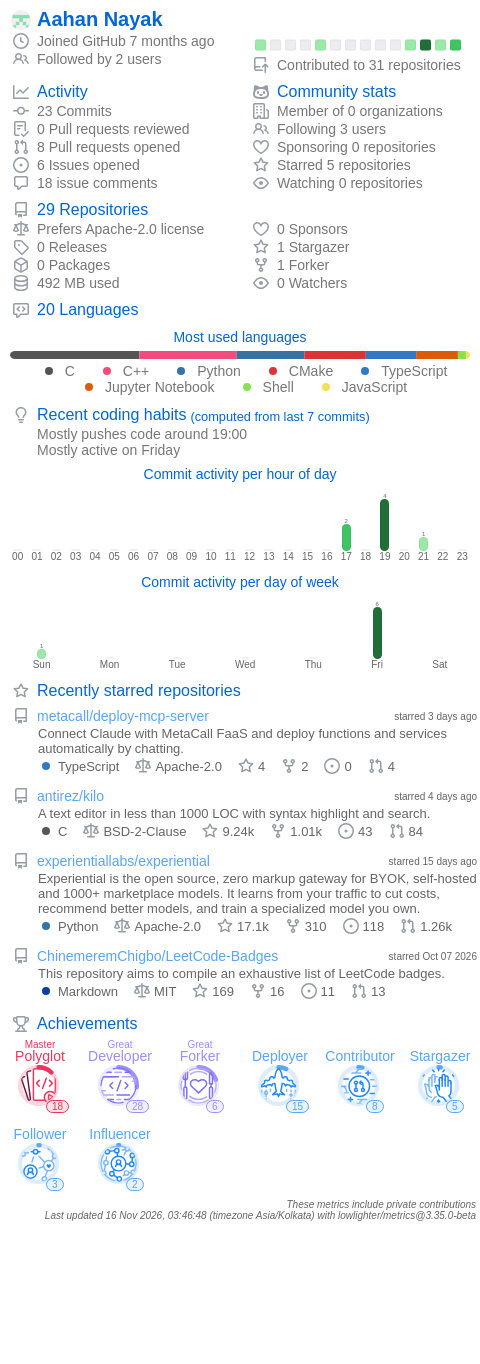 Aahan Nayak
Joined GitHub 7 months ago
Followed by 2 users
Contributed to 31 repositories
Activity
23 Commits
0 Pull requests reviewed
8 Pull requests opened
6 Issues opened
18 issue comments
Community stats
Member of 0 organizations
Following 3 users
Sponsoring 0 repositories
Starred 5 repositories
Watching 0 repositories
29 Repositories
Prefers Apache-2.0 license
0 Releases
0 Packages
492 MB used
0 Sponsors
1 Stargazer
1 Forker
0 Watchers
20 Languages
Most used languages
C C++ Python CMake TypeScript
Jupyter Notebook Shell JavaScript
Recent coding habits (computed from last 7 commits)
Mostly pushes code around 19:00
Mostly active on Friday
Commit activity per hour of day
2 4 1
00 01 02 03 04 05 06 07 08 09 10 11 12 13 14 15 16 17 18 19 20 21 22 23
Commit activity per day of week
1 6
Sun Mon Tue Wed Thu Fri Sat
Recently starred repositories
metacall/deploy-mcp-server starred 3 days ago
Connect Claude with MetaCall FaaS and deploy functions and services
automatically by chatting.
TypeScript Apache-2.0 4 2 0 4
antirez/kilo starred 4 days ago
A text editor in less than 1000 LOC with syntax highlight and search.
C BSD-2-Clause 9.24k 1.01k 43 84
experientiallabs/experiential starred 15 days ago
Experiential is the open source, zero markup gateway for BYOK, self-hosted
and 1000+ marketplace models. It learns from your traffic to cut costs,
recommend better models, and train a specialized model you own.
Python Apache-2.0 17.1k 310 118 1.26k
ChinemeremChigbo/LeetCode-Badges starred Oct 07 2026
This repository aims to compile an exhaustive list of LeetCode badges.
Markdown MIT 169 16 11 13
Achievements
Master Great Great
Polyglot Developer Forker Deployer Contributor Stargazer
18 28 6 15 8 5
Follower Influencer
3 2
These metrics include private contributions
Last updated 16 Nov 2026, 03:46:48 (timezone Asia/Kolkata) with lowlighter/metrics@3.35.0-beta